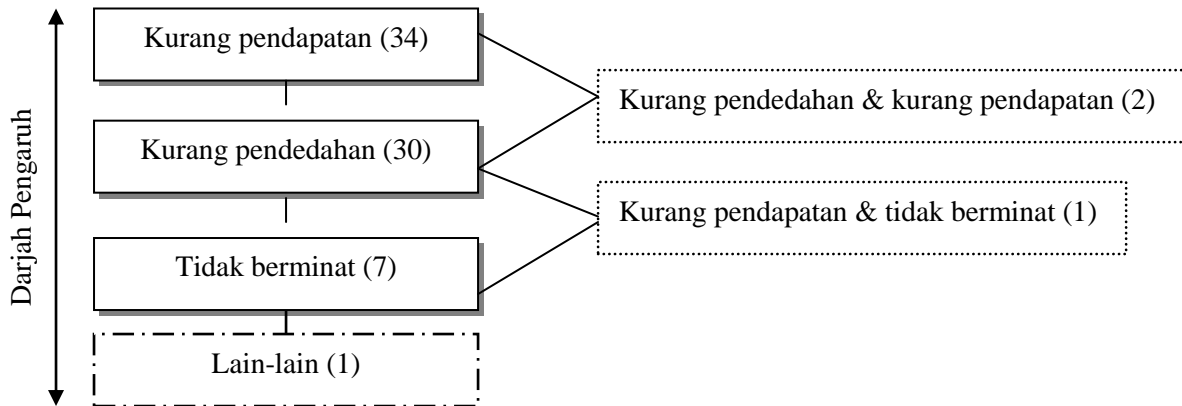 Darjah Pengaruh
Kurang pendapatan (34)
Kurang pendedahan & kurang pendapatan (2)
Kurang pendedahan (30)
Kurang pendapatan & tidak berminat (1)
Tidak berminat (7)
Lain-lain (1)